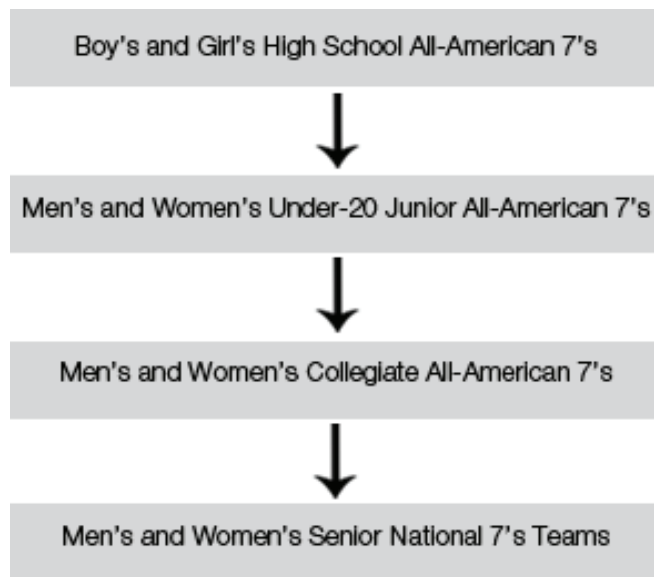 Boy's and Girl's High School All-American 7's
Men's and Women's Under-20 Junior All-American 7's
Men's and Women's Collegiate All-American 7's
Men's and Women's Senior National 7's Teams